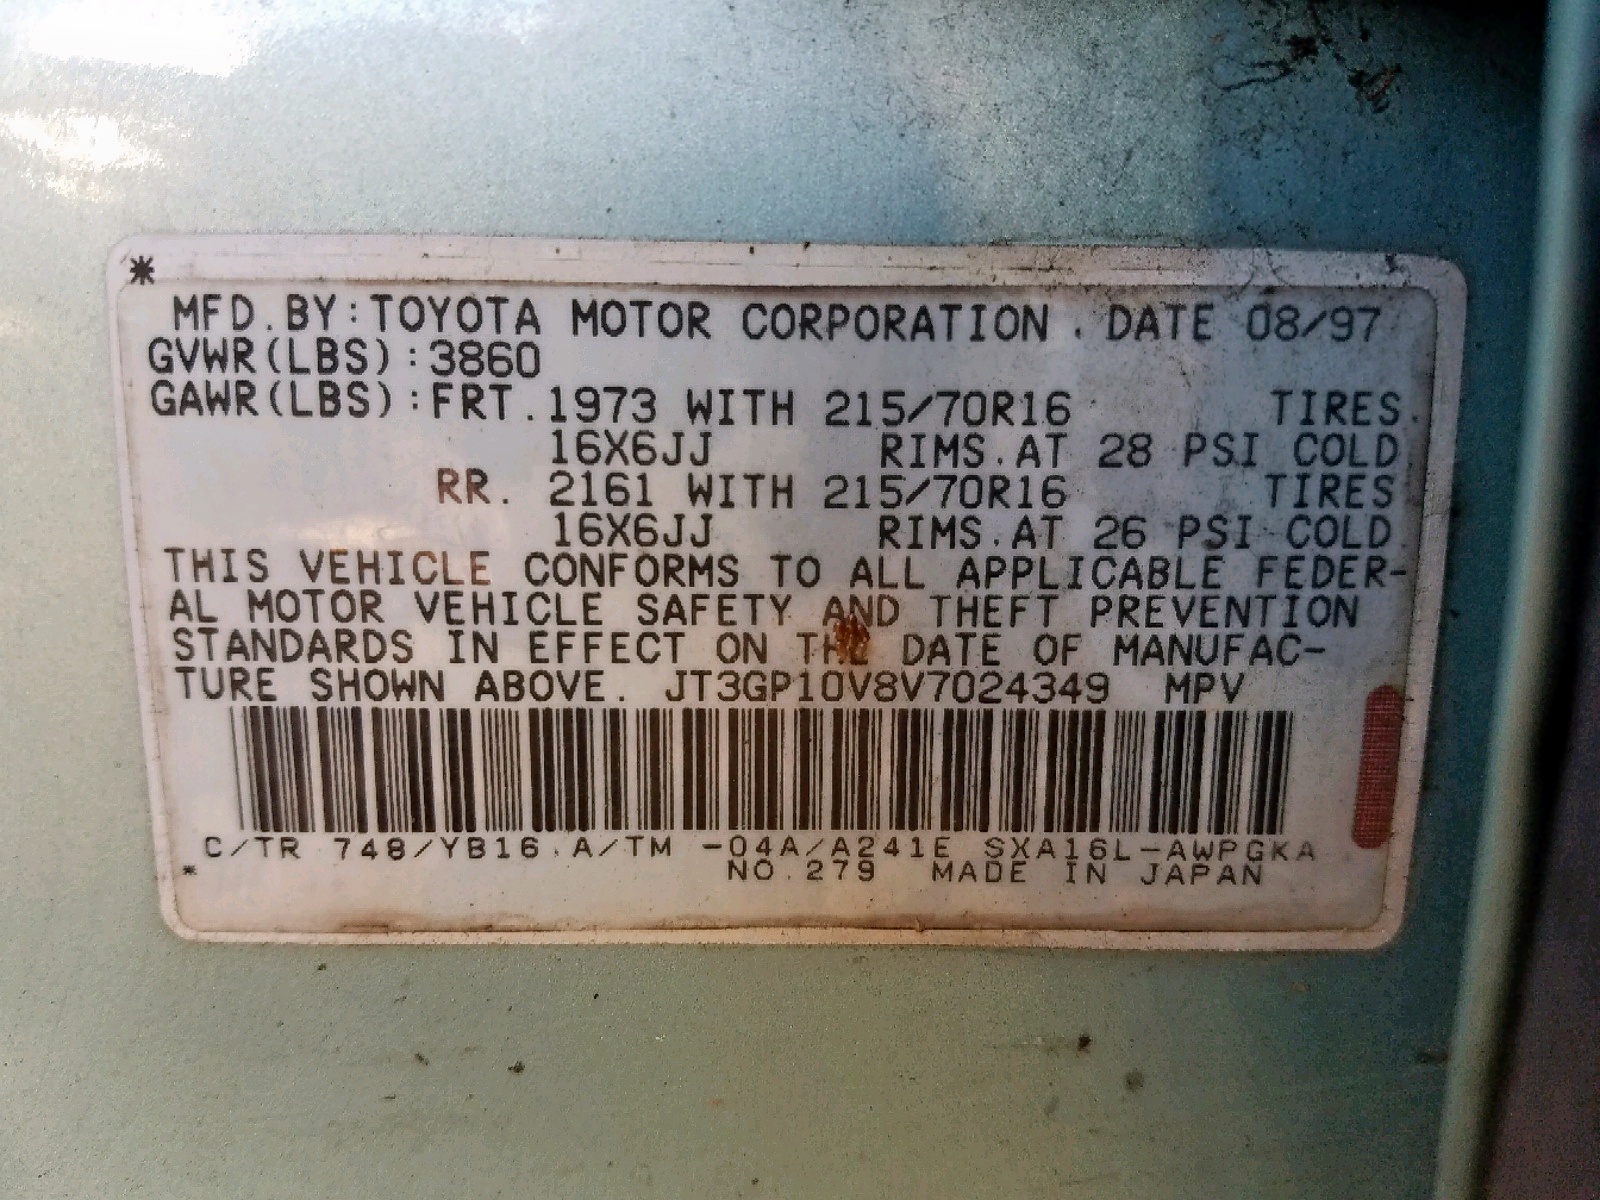 MFD. BY: TOYOTA MOTOR CORPORATION. DATE 08/97
GVWR(LBS): 3860
GAWR(LBS): FRT. 1973 WITH 215/70R16 TIRES.
16X6JJ RIMS. AT 28 PSI COLD
RR. 2161 WITH 215/70R16 TIRES
16X6JJ RIMS. AT 26 PSI COLD
THIS VEHICLE CONFORMS TO ALL APPLICABLE FEDER-
AL MOTOR VEHICLE SAFETY AND THEFT PREVENTION
STANDARDS IN EFFECT ON THE DATE OF MANUFAC-
TURE SHOWN ABOVE. JT3GP10V8V7024349 MPV
C/TR 748/YB16. A/TM -04A/A241E SXA16L-AWPGKA
NO. 279 MADE IN JAPAN